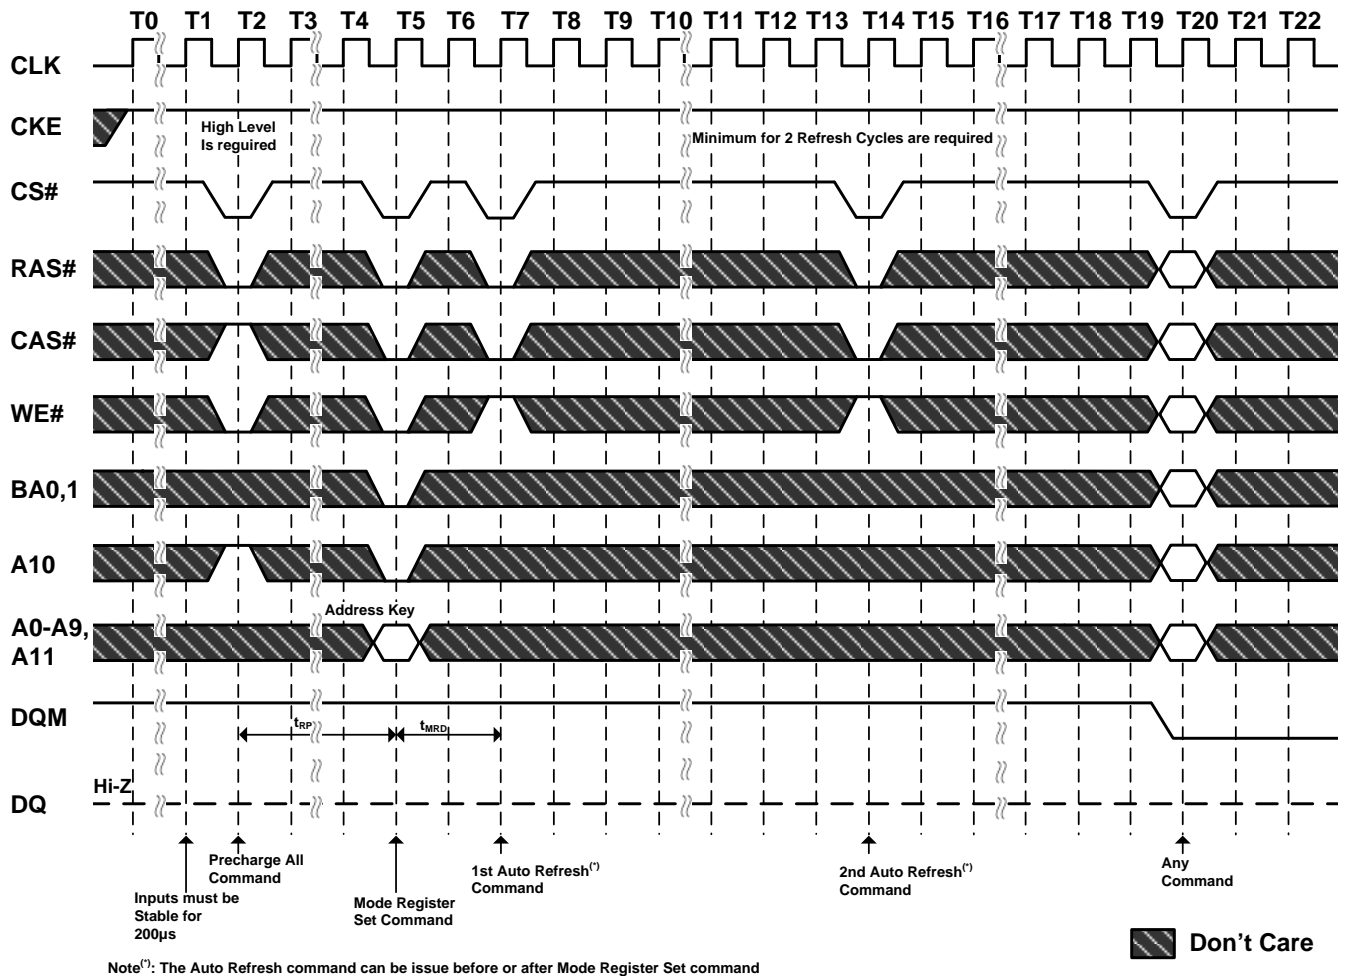 T0 T1 T2 T3 T4 T5 T6 T7 T8 T9 T10 T11 T12 T13 T14 T15 T16 T17 T18 T19 T20 T21 T22
CLK
CKE
High Level
Is reguired
Minimum for 2 Refresh Cycles are required
CS#
RAS#
CAS#
WE#
BA0,1
A10
Address Key
A0-A9,
A11
DQM
tRP
tMRD
Hi-Z
DQ
Inputs must be
Stable for
200µs
Precharge All
Command
Mode Register
Set Command
1st Auto Refresh(*)
Command
2nd Auto Refresh(*)
Command
Any
Command
Don't Care
Note(*): The Auto Refresh command can be issue before or after Mode Register Set command